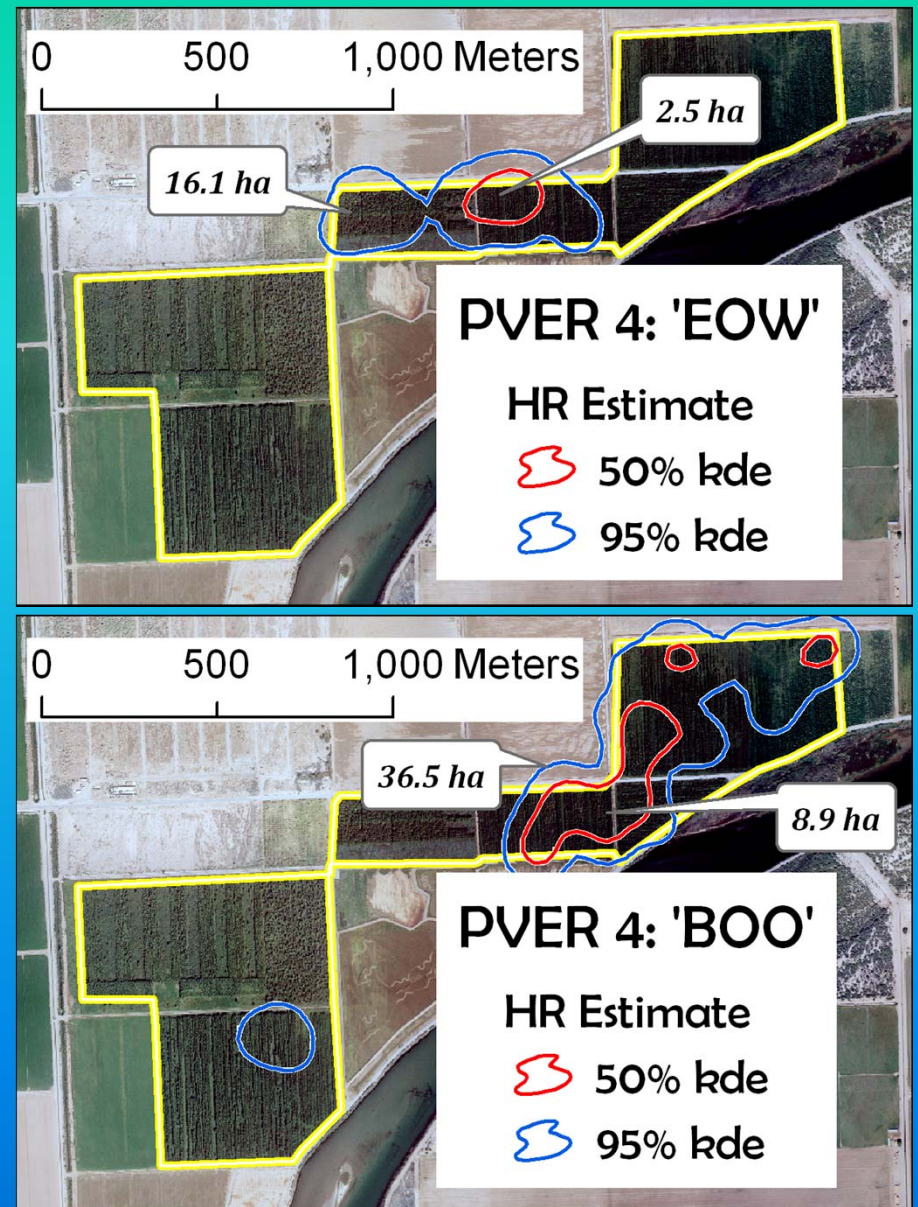 0 500 1,000 Meters
2.5 ha
16.1 ha
PVER 4: 'EOW'
HR Estimate
50% kde
95% kde
0 500 1,000 Meters
36.5 ha
8.9 ha
PVER 4: 'BOO'
HR Estimate
50% kde
95% kde